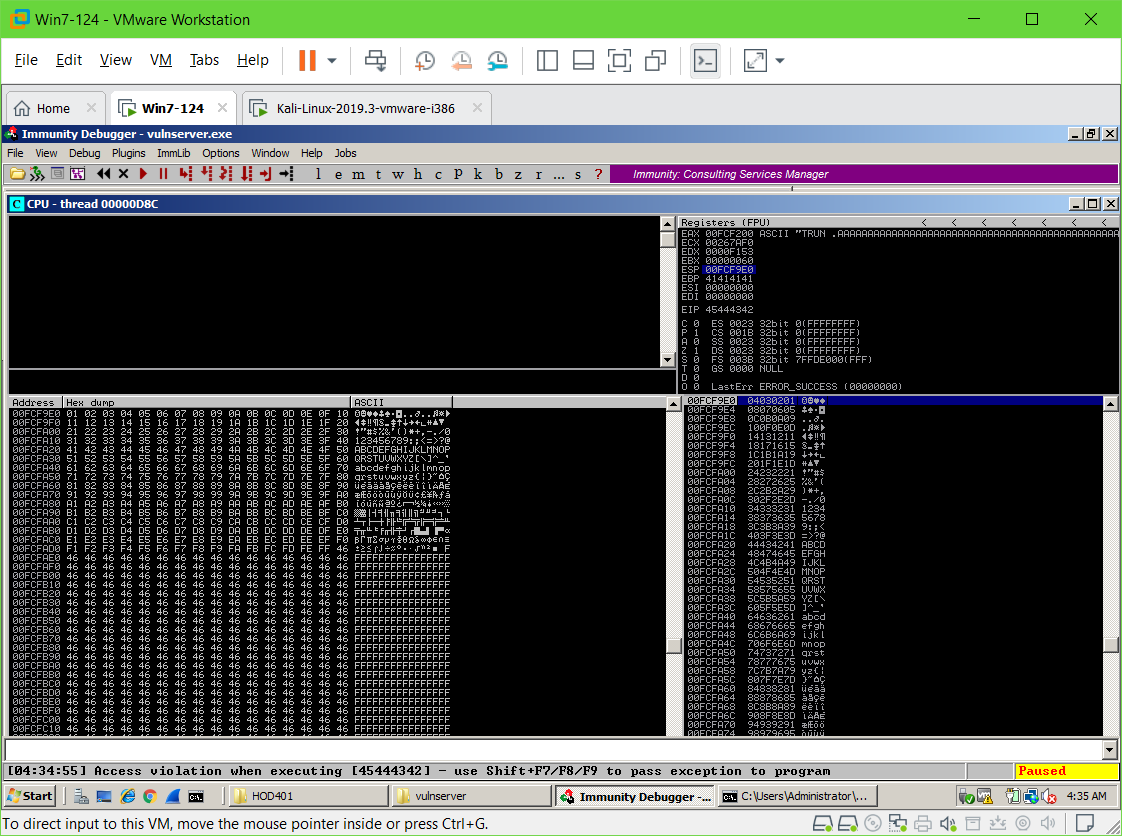 Win7-124 - VMware Workstation
File Edit View VM Tabs Help
Home Win7-124 Kali-Linux-2019.3-vmware-i386
Immunity Debugger - vulnserver.exe
File View Debug Plugins ImmLib Options Window Help Jobs
l e m t w h c P k b z r ... s ? Immunity: Consulting Services Manager
CPU - thread 00000D8C
Registers (FPU) < < < < < < <
EAX 00FCF200 ASCII "TRUN .
ECX 00267AF0
EDX 0000F153
EBX 00000060
ESP 00FCF9E0
EBP 41414141
ESI 00000000
EDI 00000000
EIP 45444342
C 0 ES 0023 32bit 0(FFFFFFFF)
P 1 CS 001B 32bit 0(FFFFFFFF)
A 0 SS 0023 32bit 0(FFFFFFFF)
Z 1 DS 0023 32bit 0(FFFFFFFF)
S 0 FS 003B 32bit 7FFDE000(FFF)
T 0 GS 0000 NULL
D 0
O 0 LastErr ERROR_SUCCESS (00000000)
Address Hex dump ASCII
00FCF9E0 01 02 03 04 05 06 07 08 09 0A 0B 0C 0D 0E 0F 10
00FCF9F0 11 12 13 14 15 16 17 18 19 1A 1B 1C 1D 1E 1F 20
00FCFA00 21 22 23 24 25 26 27 28 29 2A 2B 2C 2D 2E 2F 30 !"#$%&'()*+,-./0
00FCFA10 31 32 33 34 35 36 37 38 39 3A 3B 3C 3D 3E 3F 40 123456789:;<=>?@
00FCFA20 41 42 43 44 45 46 47 48 49 4A 4B 4C 4D 4E 4F 50 ABCDEFGHIJKLMNOP
00FCFA30 51 52 53 54 55 56 57 58 59 5A 5B 5C 5D 5E 5F 60 QRSTUVWXYZ[\]^_`
00FCFA40 61 62 63 64 65 66 67 68 69 6A 6B 6C 6D 6E 6F 70 abcdefghijklmnop
00FCFA50 71 72 73 74 75 76 77 78 79 7A 7B 7C 7D 7E 7F 80
00FCFA60 81 82 83 84 85 86 87 88 89 8A 8B 8C 8D 8E 8F 90
00FCFA70 91 92 93 94 95 96 97 98 99 9A 9B 9C 9D 9E 9F A0
00FCFA80 A1 A2 A3 A4 A5 A6 A7 A8 A9 AA AB AC AD AE AF B0
00FCFA90 B1 B2 B3 B4 B5 B6 B7 B8 B9 BA BB BC BD BE BF C0
00FCFAA0 C1 C2 C3 C4 C5 C6 C7 C8 C9 CA CB CC CD CE CF D0
00FCFAB0 D1 D2 D3 D4 D5 D6 D7 D8 D9 DA DB DC DD DE DF E0
00FCFAC0 E1 E2 E3 E4 E5 E6 E7 E8 E9 EA EB EC ED EE EF F0
00FCFAD0 F1 F2 F3 F4 F5 F6 F7 F8 F9 FA FB FC FD FE FF 46
00FCFAE0 46 46 46 46 46 46 46 46 46 46 46 46 46 46 46 46 FFFFFFFFFFFFFFFF
00FCFAF0 46 46 46 46 46 46 46 46 46 46 46 46 46 46 46 46 FFFFFFFFFFFFFFFF
00FCFB00 46 46 46 46 46 46 46 46 46 46 46 46 46 46 46 46 FFFFFFFFFFFFFFFF
00FCFB10 46 46 46 46 46 46 46 46 46 46 46 46 46 46 46 46 FFFFFFFFFFFFFFFF
00FCFB20 46 46 46 46 46 46 46 46 46 46 46 46 46 46 46 46 FFFFFFFFFFFFFFFF
00FCFB30 46 46 46 46 46 46 46 46 46 46 46 46 46 46 46 46 FFFFFFFFFFFFFFFF
00FCFB40 46 46 46 46 46 46 46 46 46 46 46 46 46 46 46 46 FFFFFFFFFFFFFFFF
00FCFB50 46 46 46 46 46 46 46 46 46 46 46 46 46 46 46 46 FFFFFFFFFFFFFFFF
00FCFB60 46 46 46 46 46 46 46 46 46 46 46 46 46 46 46 46 FFFFFFFFFFFFFFFF
00FCFB70 46 46 46 46 46 46 46 46 46 46 46 46 46 46 46 46 FFFFFFFFFFFFFFFF
00FCFB80 46 46 46 46 46 46 46 46 46 46 46 46 46 46 46 46 FFFFFFFFFFFFFFFF
00FCFB90 46 46 46 46 46 46 46 46 46 46 46 46 46 46 46 46 FFFFFFFFFFFFFFFF
00FCFBA0 46 46 46 46 46 46 46 46 46 46 46 46 46 46 46 46 FFFFFFFFFFFFFFFF
00FCFBB0 46 46 46 46 46 46 46 46 46 46 46 46 46 46 46 46 FFFFFFFFFFFFFFFF
00FCFBC0 46 46 46 46 46 46 46 46 46 46 46 46 46 46 46 46 FFFFFFFFFFFFFFFF
00FCFBD0 46 46 46 46 46 46 46 46 46 46 46 46 46 46 46 46 FFFFFFFFFFFFFFFF
00FCFBE0 46 46 46 46 46 46 46 46 46 46 46 46 46 46 46 46 FFFFFFFFFFFFFFFF
00FCFBF0 46 46 46 46 46 46 46 46 46 46 46 46 46 46 46 46 FFFFFFFFFFFFFFFF
00FCFC00 46 46 46 46 46 46 46 46 46 46 46 46 46 46 46 46 FFFFFFFFFFFFFFFF
00FCFC10 46 46 46 46 46 46 46 46 46 46 46 46 46 46 46 46 FFFFFFFFFFFFFFFF
00FCF9E0 04030201
00FCF9E4 08070605
00FCF9E8 0C0B0A09
00FCF9EC 100F0E0D
00FCF9F0 14131211
00FCF9F4 18171615
00FCF9F8 1C1B1A19
00FCF9FC 201F1E1D
00FCFA00 24232221 !"#$
00FCFA04 28272625 %&'(
00FCFA08 2C2B2A29 )*+,
00FCFA0C 302F2E2D -./0
00FCFA10 34333231 1234
00FCFA14 38373635 5678
00FCFA18 3C3B3A39 9:;<
00FCFA1C 403F3E3D =>?@
00FCFA20 44434241 ABCD
00FCFA24 48474645 EFGH
00FCFA28 4C4B4A49 IJKL
00FCFA2C 504F4E4D MNOP
00FCFA30 54535251 QRST
00FCFA34 58575655 UVWX
00FCFA38 5C5B5A59 YZ[\
00FCFA3C 605F5E5D ]^_`
00FCFA40 64636261 abcd
00FCFA44 68676665 efgh
00FCFA48 6C6B6A69 ijkl
00FCFA4C 706F6E6D mnop
00FCFA50 74737271 qrst
00FCFA54 78777675 uvwx
00FCFA58 7C7B7A79 yz{|
00FCFA5C 807F7E7D
00FCFA60 84838281
00FCFA64 88878685
00FCFA68 8C8B8A89
00FCFA6C 908F8E8D
00FCFA70 94939291
00FCFA74 98979695
[04:34:55] Access violation when executing [45444342] - use Shift+F7/F8/F9 to pass exception to program Paused
Start HOD401 vulnserver Immunity Debugger -... C:\Users\Administrator\... 4:35 AM
To direct input to this VM, move the mouse pointer inside or press Ctrl+G.